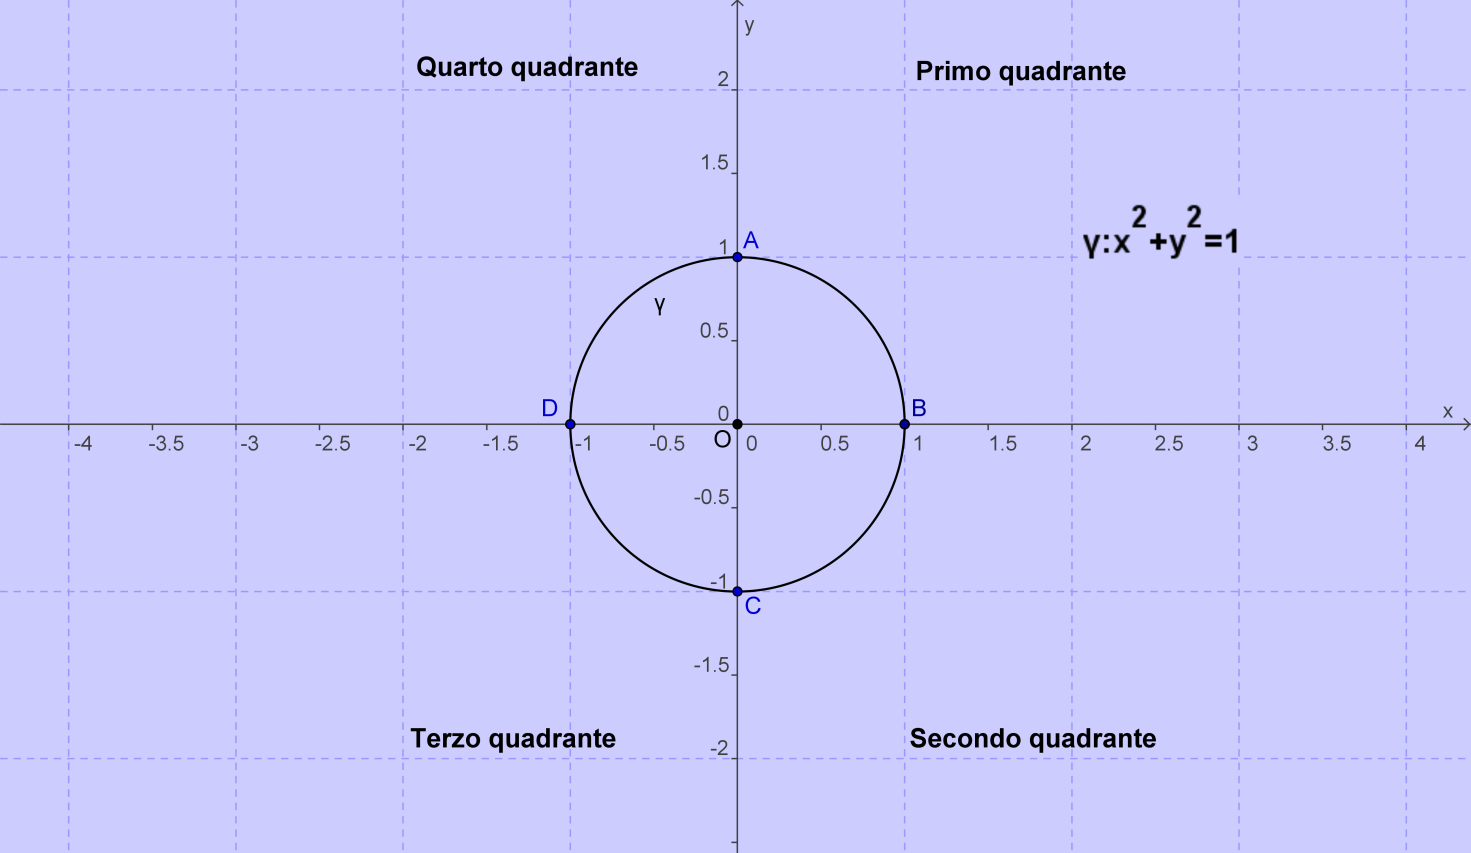 y
Quarto quadrante
Primo quadrante
2
1.5
γ:x²+y²=1
1
A
γ
0.5
D
0
B
x
-4
-3.5
-3
-2.5
-2
-1.5
-1
-0.5
O
0
0.5
1
1.5
2
2.5
3
3.5
4
-0.5
-1
C
-1.5
Terzo quadrante
Secondo quadrante
-2